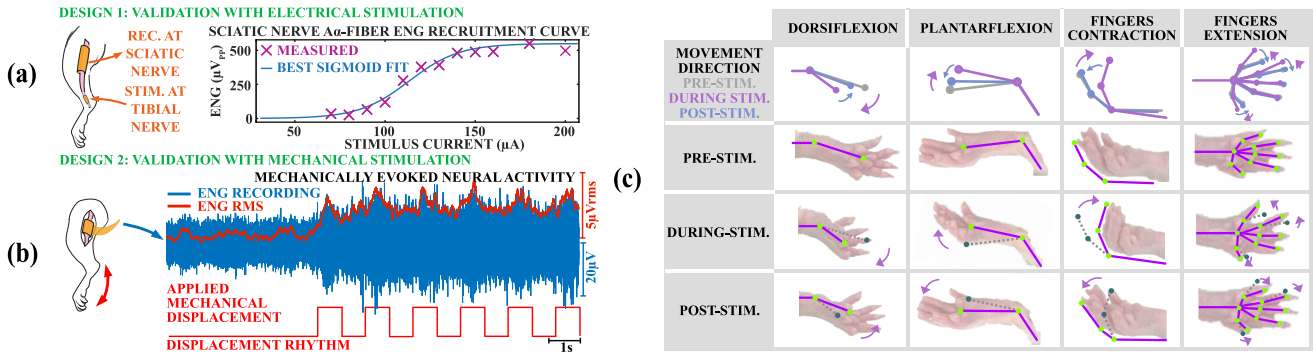 DESIGN 1: VALIDATION WITH ELECTRICAL STIMULATION
(a)
REC. AT
SCIATIC
NERVE
STIM. AT
TIBIAL
NERVE
SCIATIC NERVE Aα-FIBER ENG RECRUITMENT CURVE
ENG (µVPP)
500
250
0
MEASURED
BEST SIGMOID FIT
50
100
150
200
STIMULUS CURRENT (µA)
DESIGN 2: VALIDATION WITH MECHANICAL STIMULATION
(b)
MECHANICALLY EVOKED NEURAL ACTIVITY
ENG RECORDING
ENG RMS
5µVrms
20µV
APPLIED
MECHANICAL
DISPLACEMENT
DISPLACEMENT RHYTHM
1s
(c)
DORSIFLEXION
PLANTARFLEXION
FINGERS
CONTRACTION
FINGERS
EXTENSION
MOVEMENT
DIRECTION
PRE-STIM.
DURING STIM.
POST-STIM.
PRE-STIM.
DURING-STIM.
POST-STIM.